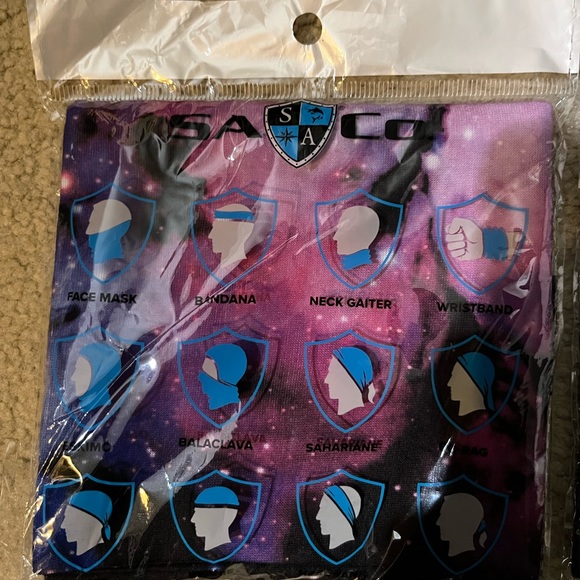 SA Co
S
A
FACE MASK BANDANA NECK GAITER WRISTBAND
BALACLAVA SAHARIANE